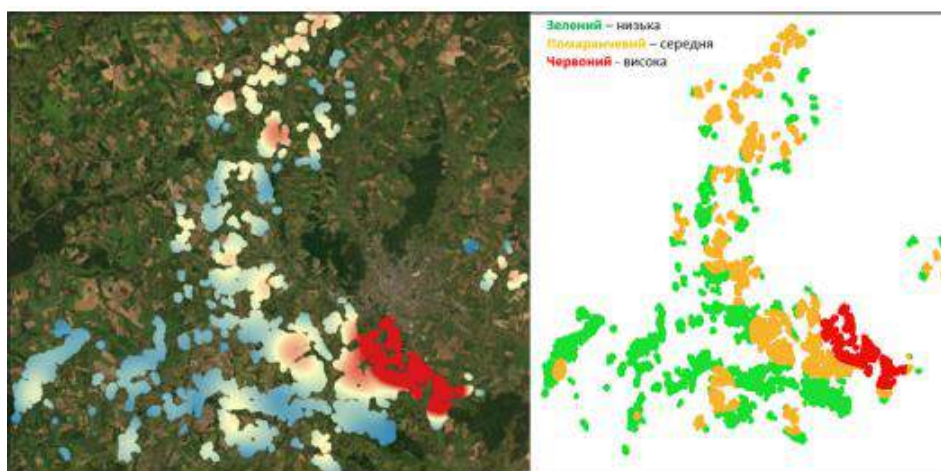 Зелений – низька
Помаранчевий – середня
Червоний - висока